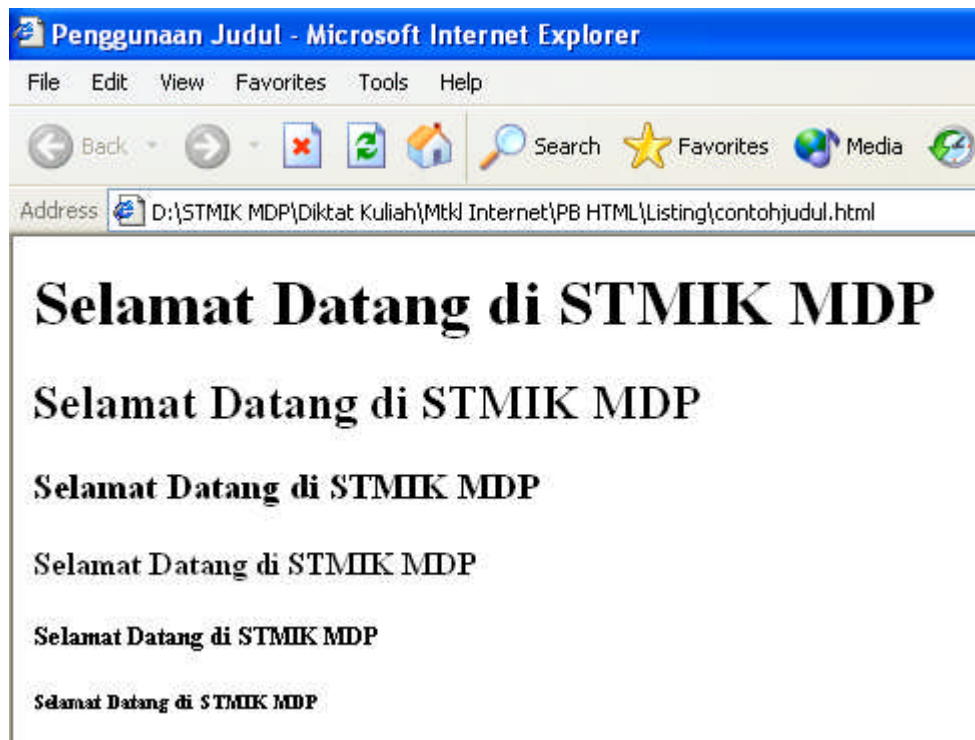 Penggunaan Judul - Microsoft Internet Explorer
File Edit View Favorites Tools Help
Back Search Favorites Media
Address D:\STMIK MDP\Diktat Kuliah\Mtkl Internet\PB HTML\Listing\contohjudul.html
Selamat Datang di STMIK MDP
Selamat Datang di STMIK MDP
Selamat Datang di STMIK MDP
Selamat Datang di STMIK MDP
Selamat Datang di STMIK MDP
Selamat Datang di STMIK MDP